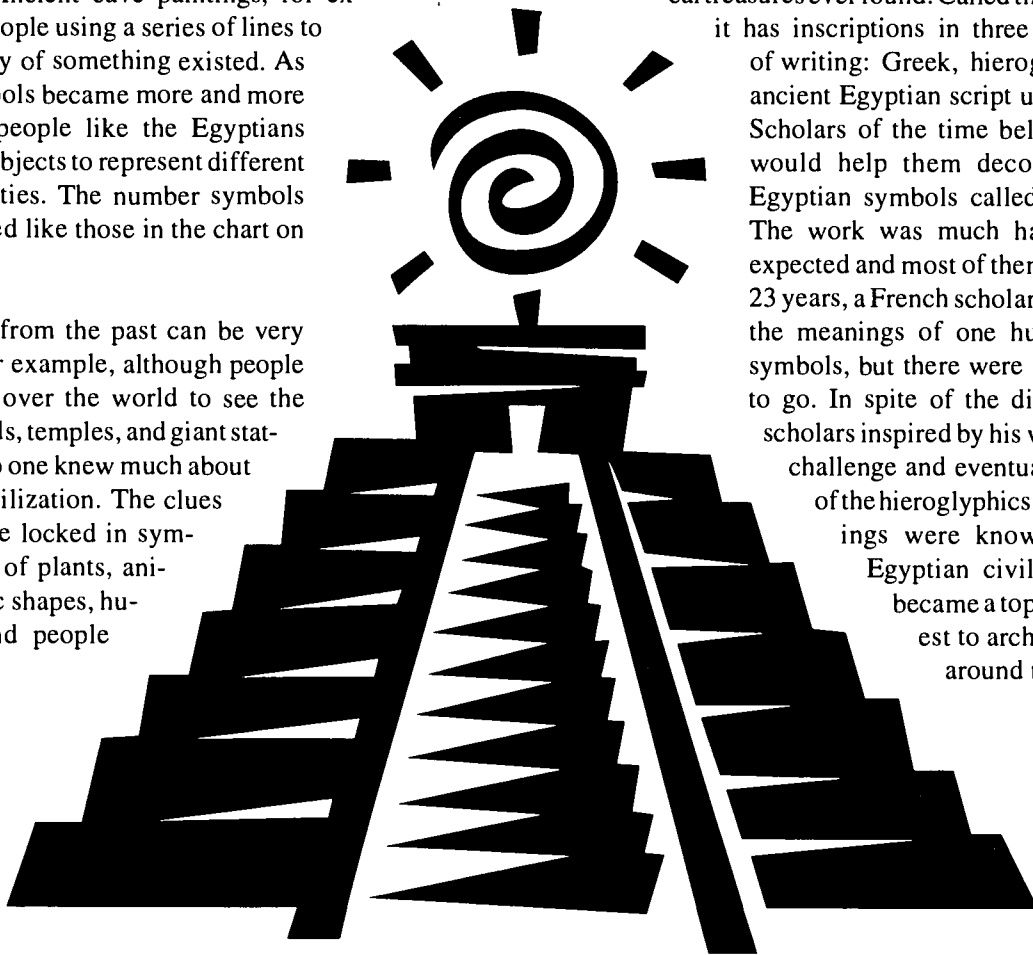 ancient cave paintings, for ex-
ople using a series of lines to
y of something existed. As
ols became more and more
people like the Egyptians
bjects to represent different
ties. The number symbols
ed like those in the chart on
from the past can be very
r example, although people
over the world to see the
ls, temples, and giant stat-
o one knew much about
ilization. The clues
e locked in sym-
of plants, ani-
c shapes, hu-
nd people
it has inscriptions in three
of writing: Greek, hierog
ancient Egyptian script u
Scholars of the time bel
would help them deco
Egyptian symbols called
The work was much ha
expected and most of ther
23 years, a French scholar
the meanings of one hu
symbols, but there were
to go. In spite of the di
scholars inspired by his w
challenge and eventua
of the hieroglyphics
ings were know
Egyptian civil
became a top
est to arch
around t